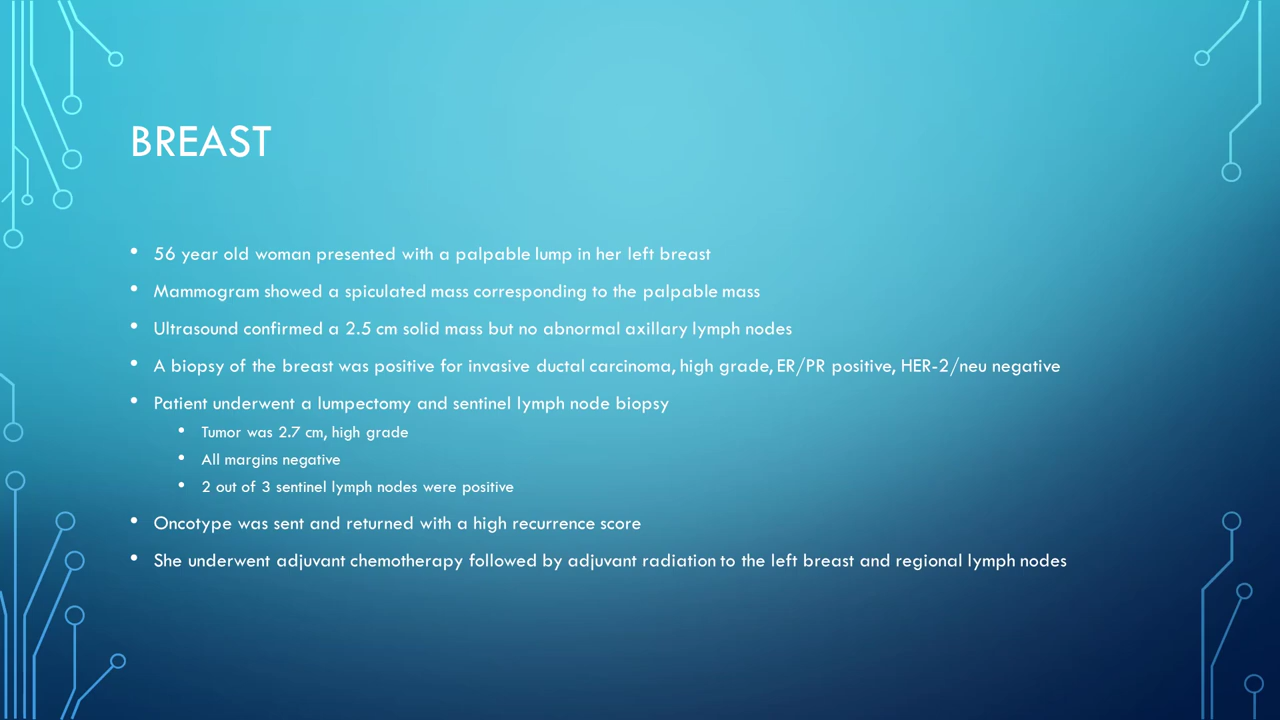 BREAST
• 56 year old woman presented with a palpable lump in her left breast
• Mammogram showed a spiculated mass corresponding to the palpable mass
• Ultrasound confirmed a 2.5 cm solid mass but no abnormal axillary lymph nodes
• A biopsy of the breast was positive for invasive ductal carcinoma, high grade, ER/PR positive, HER-2/neu negative
• Patient underwent a lumpectomy and sentinel lymph node biopsy
• Tumor was 2.7 cm, high grade
• All margins negative
• 2 out of 3 sentinel lymph nodes were positive
• Oncotype was sent and returned with a high recurrence score
• She underwent adjuvant chemotherapy followed by adjuvant radiation to the left breast and regional lymph nodes